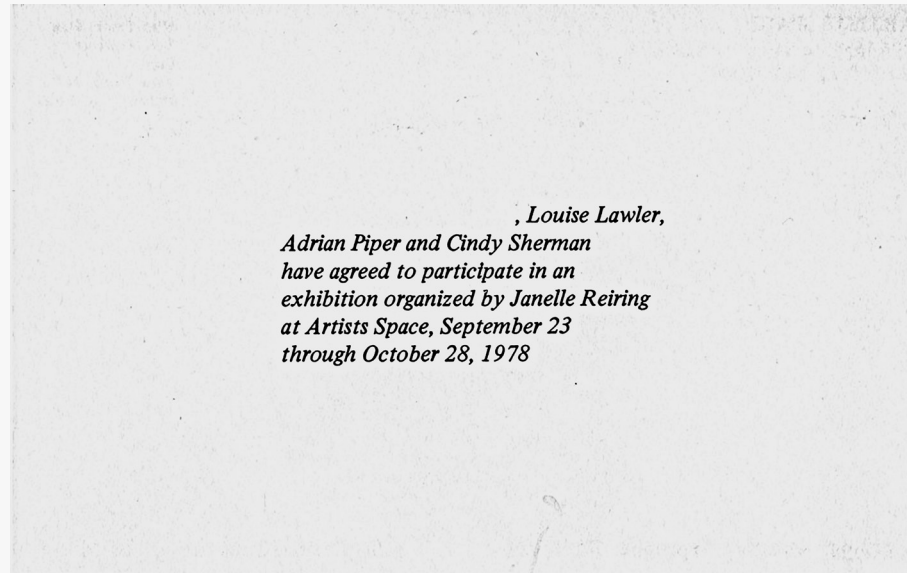 , Louise Lawler,
Adrian Piper and Cindy Sherman
have agreed to participate in an
exhibition organized by Janelle Reiring
at Artists Space, September 23
through October 28, 1978